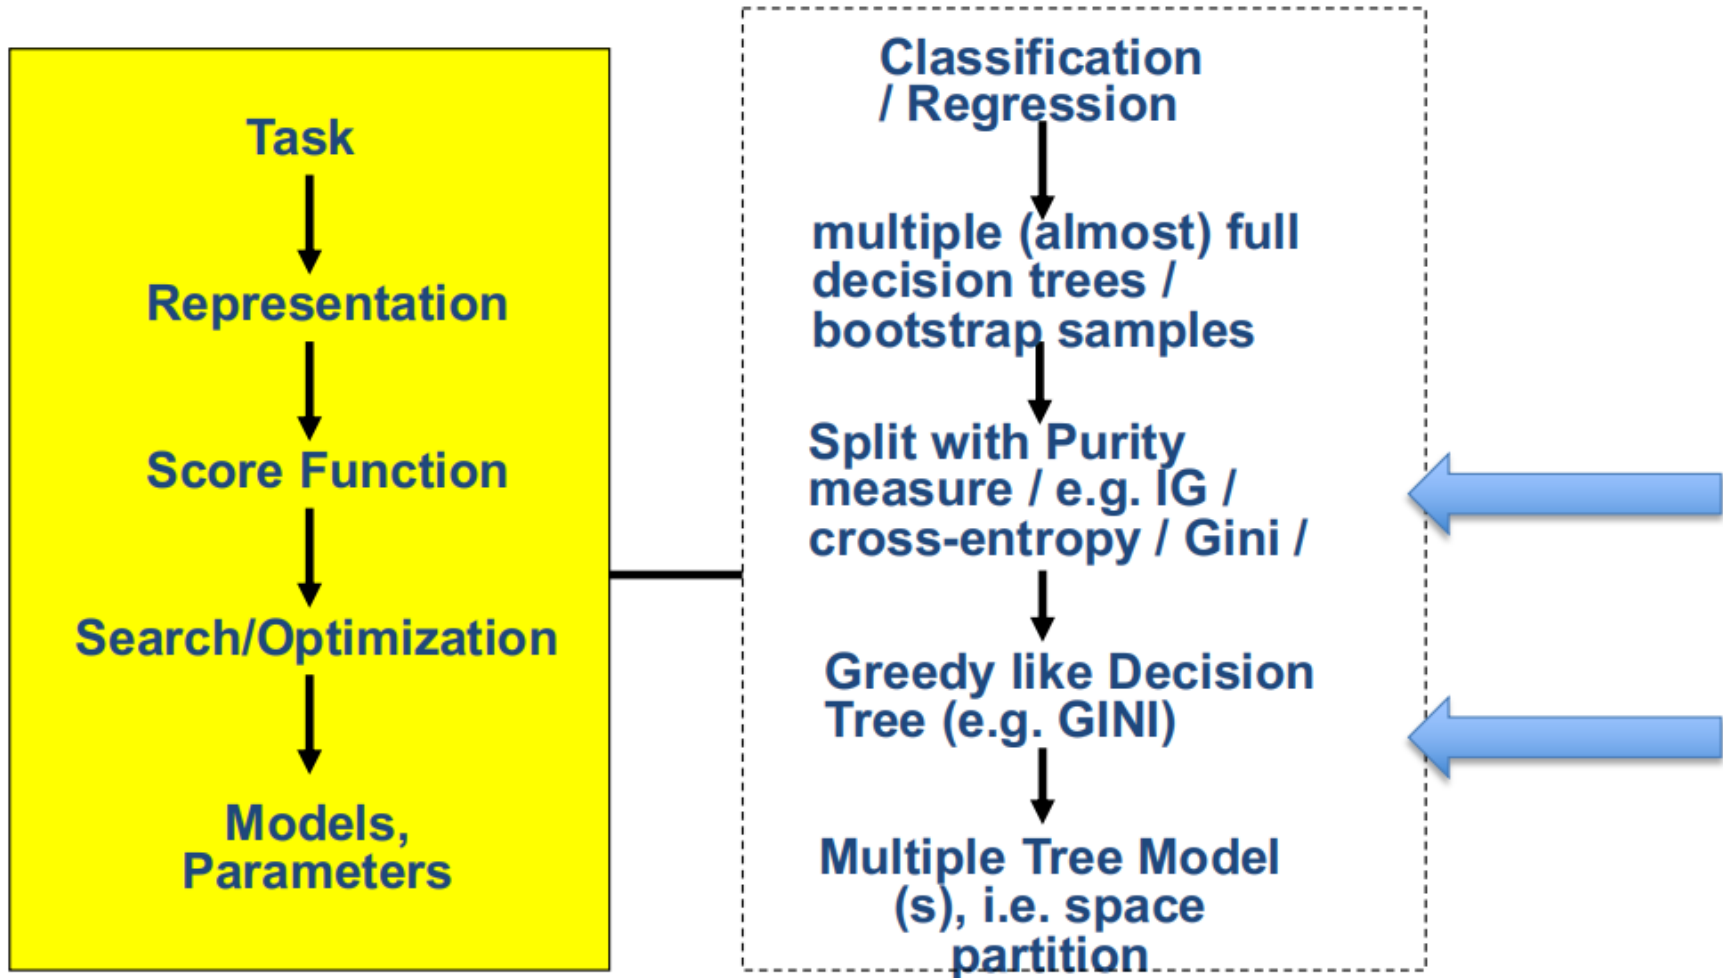 Task
Representation
Score Function
Search/Optimization
Models,
Parameters
Classification
/ Regression
multiple (almost) full
decision trees /
bootstrap samples
Split with Purity
measure / e.g. IG /
cross-entropy / Gini /
Greedy like Decision
Tree (e.g. GINI)
Multiple Tree Model
(s), i.e. space
partition